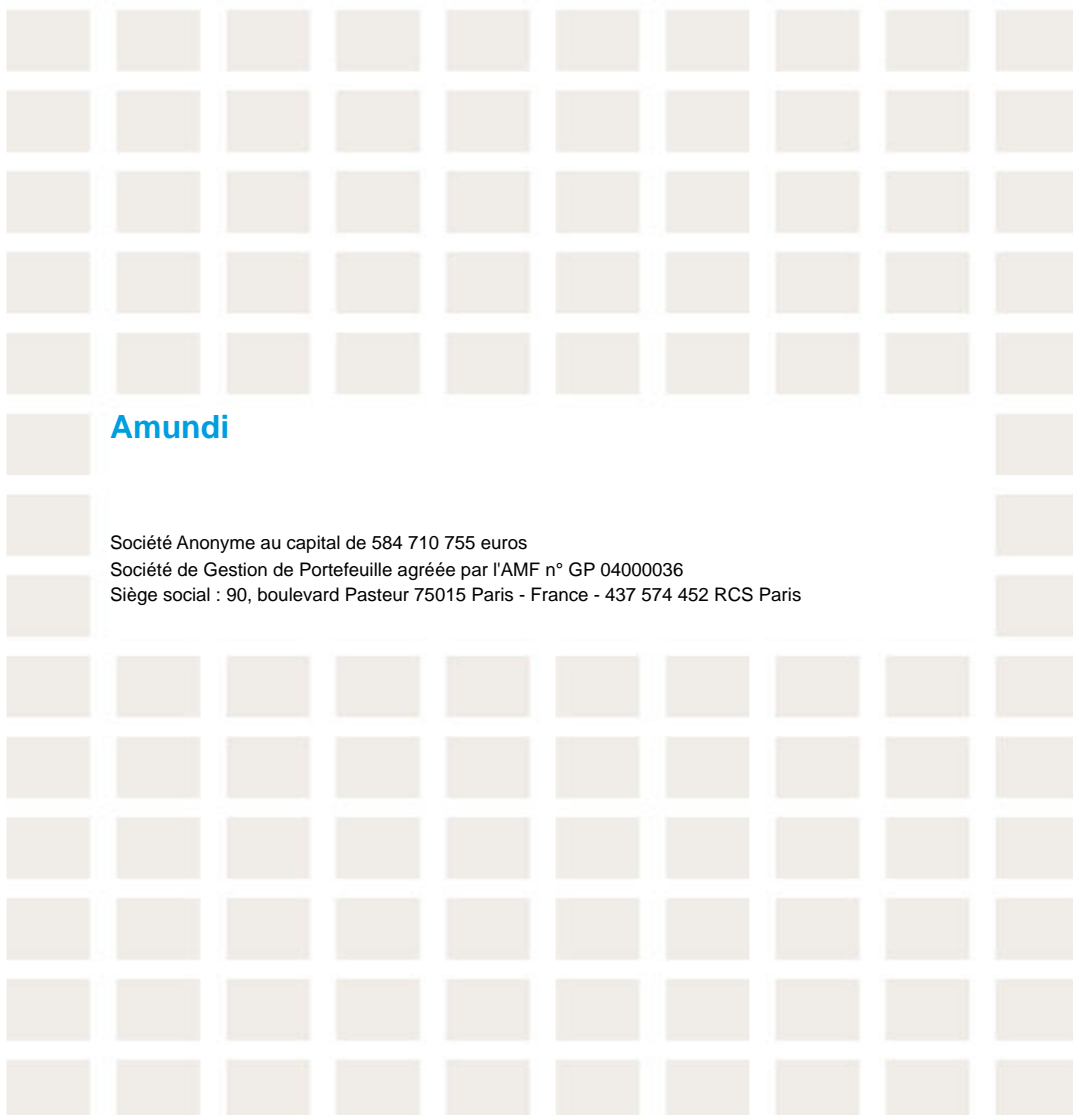 Amundi
Société Anonyme au capital de 584 710 755 euros
Société de Gestion de Portefeuille agréée par l'AMF n° GP 04000036
Siège social : 90, boulevard Pasteur 75015 Paris - France - 437 574 452 RCS Paris